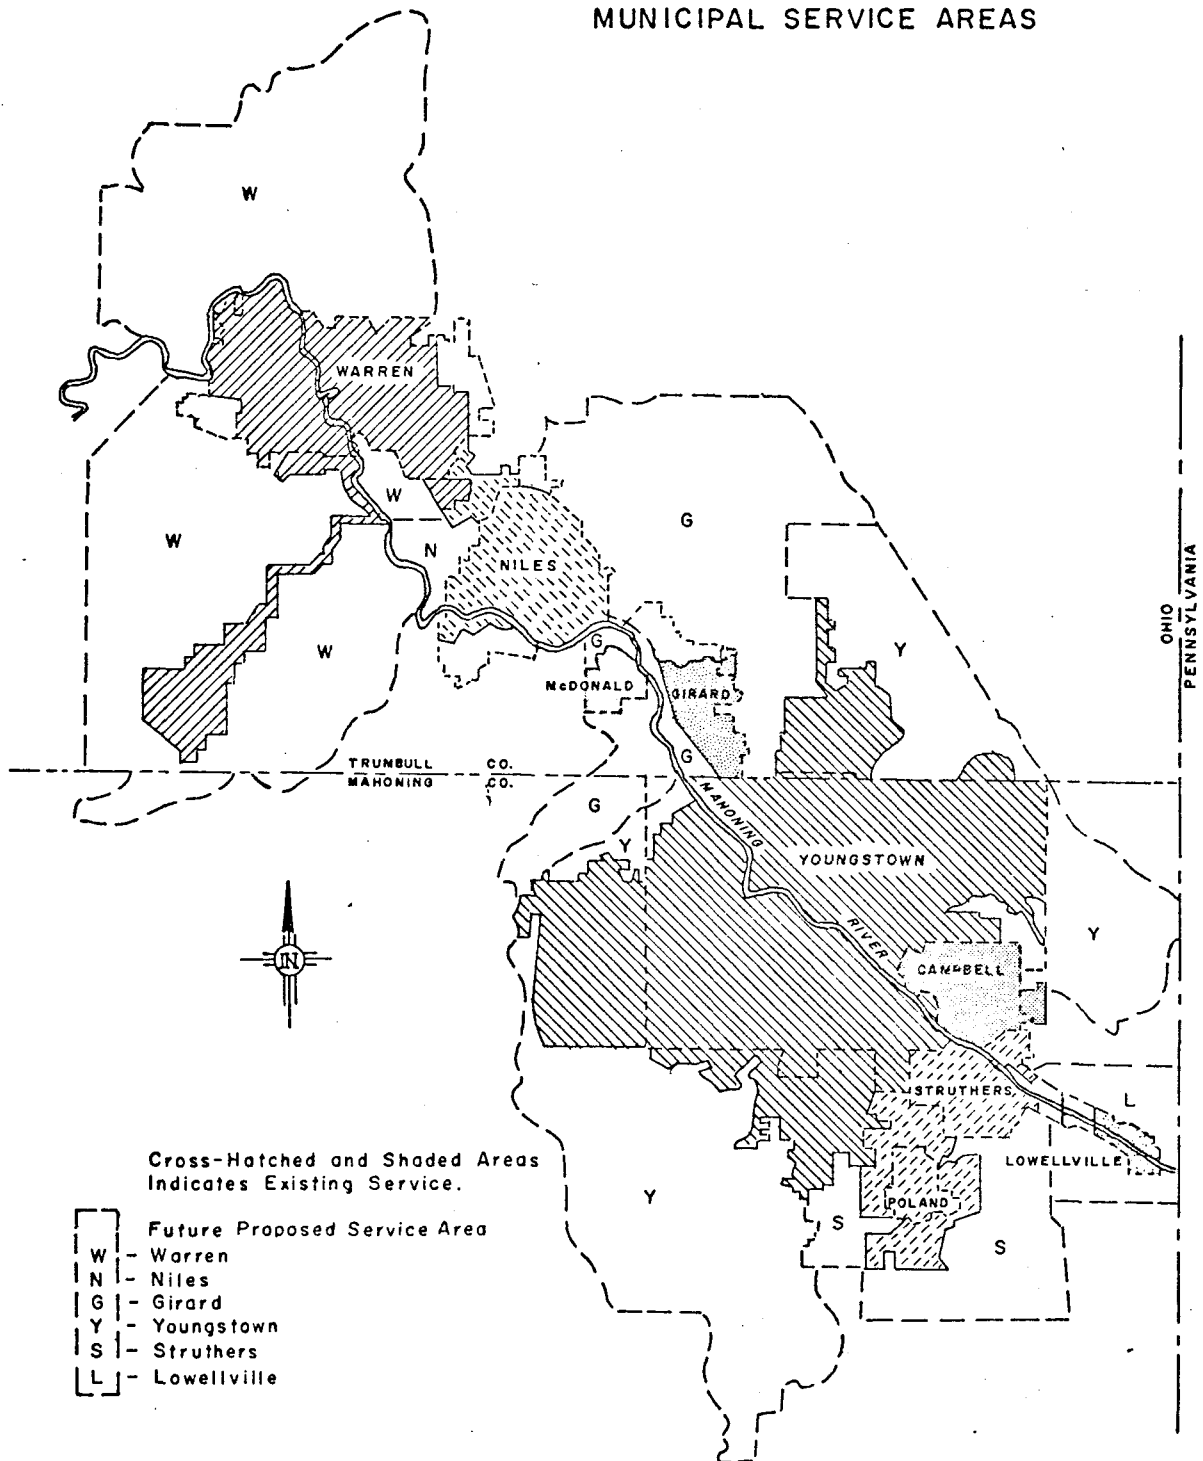 MUNICIPAL SERVICE AREAS
W
WARREN
W
W
G
N
NILES
W
Y
G
McDONALD
GIRARD
OHIO
PENNSYLVANIA
G
TRUMBULL CO.
MAHONING CO.
G
MAHONING
RIVER
Y
YOUNGSTOWN
Y
CAMPBELL
N
STRUTHERS
L
LOWELLVILLE
Y
POLAND
S
S
Cross-Hatched and Shaded Areas
Indicates Existing Service.
Future Proposed Service Area
W - Warren
N - Niles
G - Girard
Y - Youngstown
S - Struthers
L - Lowellville